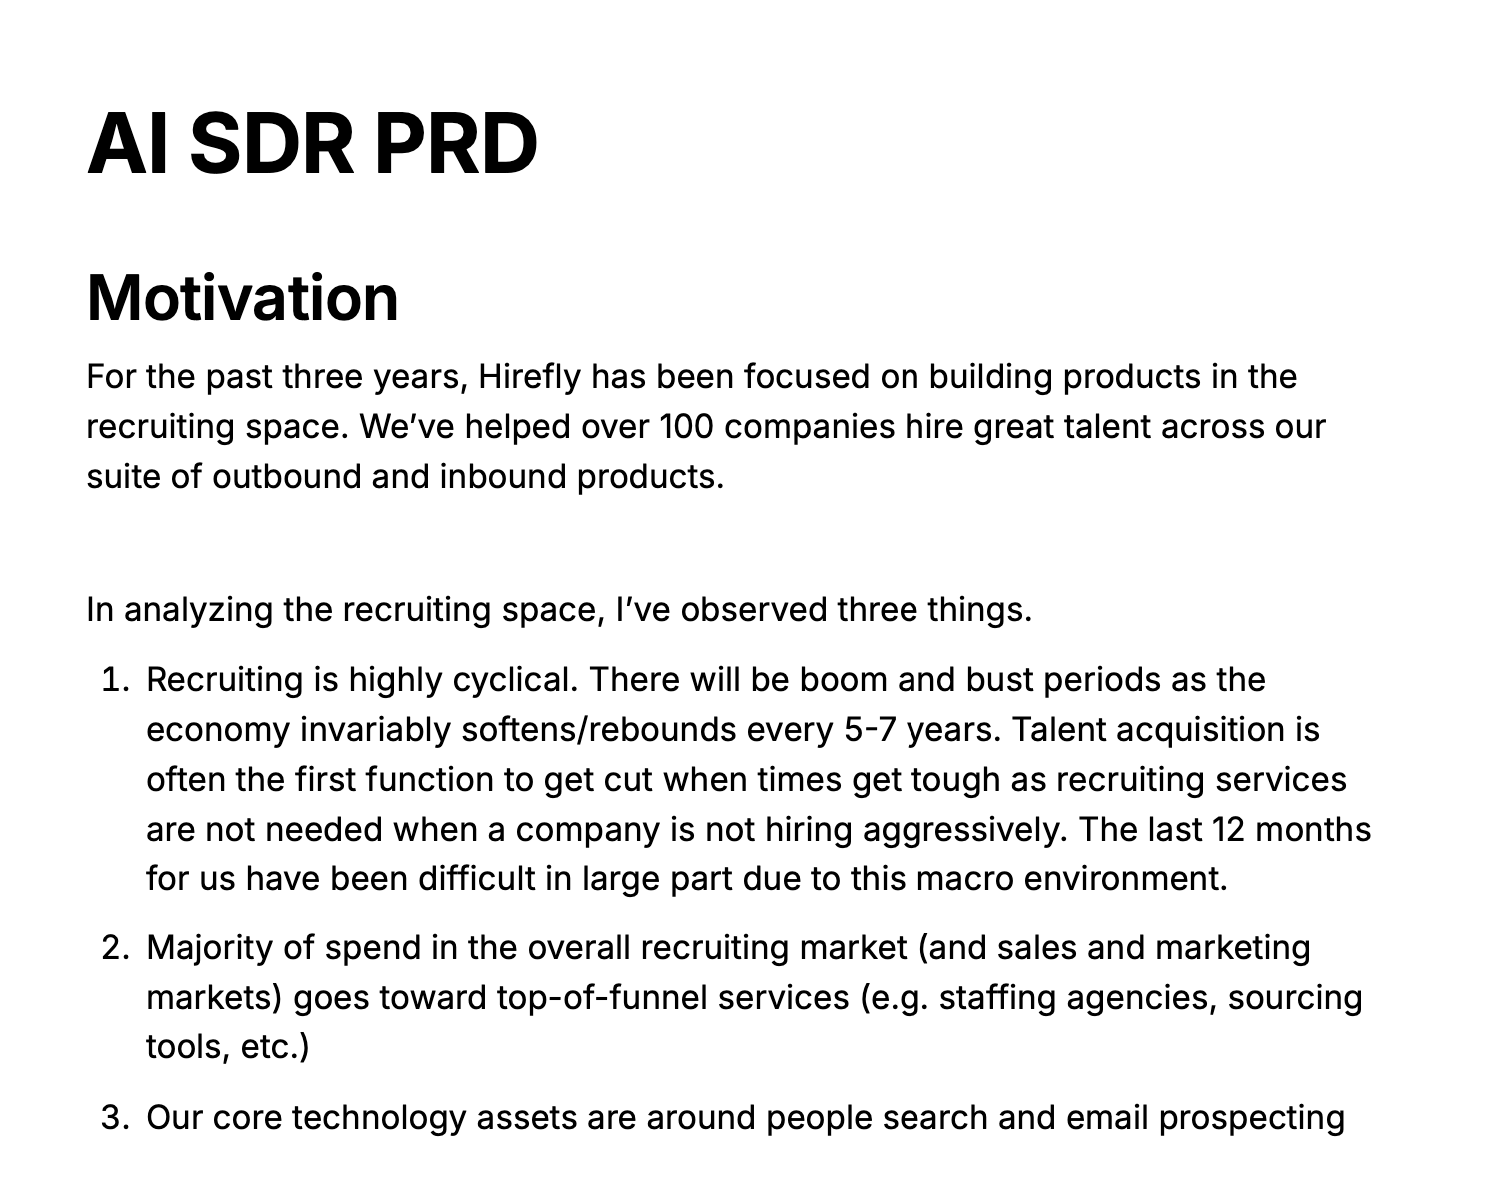 AI SDR PRD
Motivation
For the past three years, Hirefly has been focused on building products in the
recruiting space. We’ve helped over 100 companies hire great talent across our
suite of outbound and inbound products.
In analyzing the recruiting space, I’ve observed three things.
1. Recruiting is highly cyclical. There will be boom and bust periods as the
economy invariably softens/rebounds every 5-7 years. Talent acquisition is
often the first function to get cut when times get tough as recruiting services
are not needed when a company is not hiring aggressively. The last 12 months
for us have been difficult in large part due to this macro environment.
2. Majority of spend in the overall recruiting market (and sales and marketing
markets) goes toward top-of-funnel services (e.g. staffing agencies, sourcing
tools, etc.)
3. Our core technology assets are around people search and email prospecting